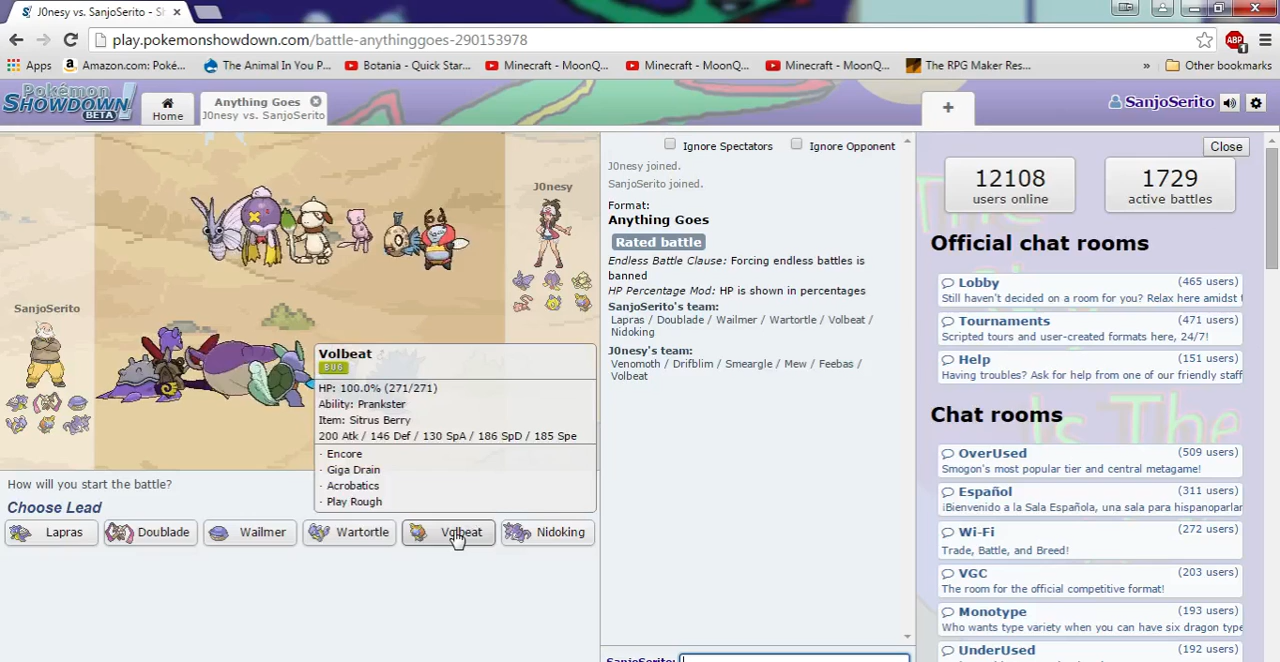 J0nesy vs. SanjoSerito - Sh
play.pokemonshowdown.com/battle-anythinggoes-290153978
ABP
1
Apps
Amazon.com: Poké...
The Animal In You P...
Botania - Quick Star...
Minecraft - MoonQ...
Minecraft - MoonQ...
Minecraft - MoonQ...
The RPG Maker Res...
»
Other bookmarks
Pokémon
SHOWDOWN!
BETA
Home
Anything Goes
J0nesy vs. SanjoSerito
+
SanjoSerito
J0nesy
SanjoSerito
Volbeat
BUG
HP: 100.0% (271/271)
Ability: Prankster
Item: Sitrus Berry
200 Atk / 146 Def / 130 SpA / 186 SpD / 185 Spe
· Encore
· Giga Drain
· Acrobatics
· Play Rough
How will you start the battle?
Choose Lead
Lapras
Doublade
Wailmer
Wartortle
Volbeat
Nidoking
Ignore Spectators
Ignore Opponent
J0nesy joined.
SanjoSerito joined.
Format:
Anything Goes
Rated battle
Endless Battle Clause: Forcing endless battles is
banned
HP Percentage Mod: HP is shown in percentages
SanjoSerito's team:
Lapras / Doublade / Wailmer / Wartortle / Volbeat /
Nidoking
J0nesy's team:
Venomoth / Drifblim / Smeargle / Mew / Feebas /
Volbeat
SanjoSerito:
Close
12108
users online
1729
active battles
Official chat rooms
Lobby
(465 users)
Still haven't decided on a room for you? Relax here amidst t
Tournaments
(471 users)
Scripted tours and user-created formats here, 24/7!
Help
(151 users)
Having troubles? Ask for help from one of our friendly staff
Chat rooms
OverUsed
(509 users)
Smogon's most popular tier and central metagame!
Español
(311 users)
¡Bienvenido a la Sala Española, una sala para hispanoparlan
Wi-Fi
(272 users)
Trade, Battle, and Breed!
VGC
(203 users)
The room for the official competitive format!
Monotype
(193 users)
Who wants type variety when you can have six dragon type
UnderUsed
(192 users)